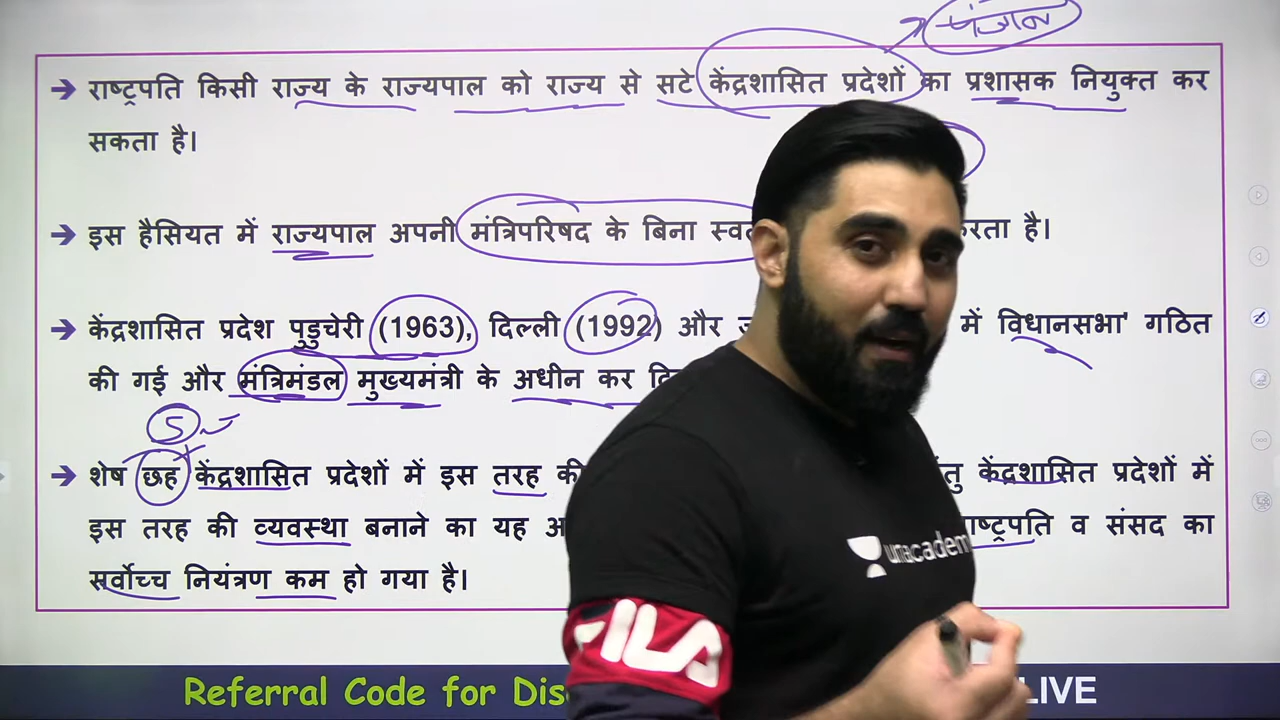 पंजाब
राष्ट्रपति किसी राज्य के राज्यपाल को राज्य से सटे केंद्रशासित प्रदेशों का प्रशासक नियुक्त कर
सकता है।
इस हैसियत में राज्यपाल अपनी मंत्रिपरिषद के बिना
केंद्रशासित प्रदेश पुडुचेरी (1963), दिल्ली (1992) और में विधानसभा' गठित
की गई और मंत्रिमंडल मुख्यमंत्री के अधीन कर
5
शेष छह केंद्रशासित प्रदेशों में इस तरह केंद्रशासित प्रदेशों में
इस तरह की व्यवस्था बनाने का यह राष्ट्रपति व संसद का
सर्वोच्च नियंत्रण कम हो गया है।
unacadem
FILA
Referral Code for LIVE